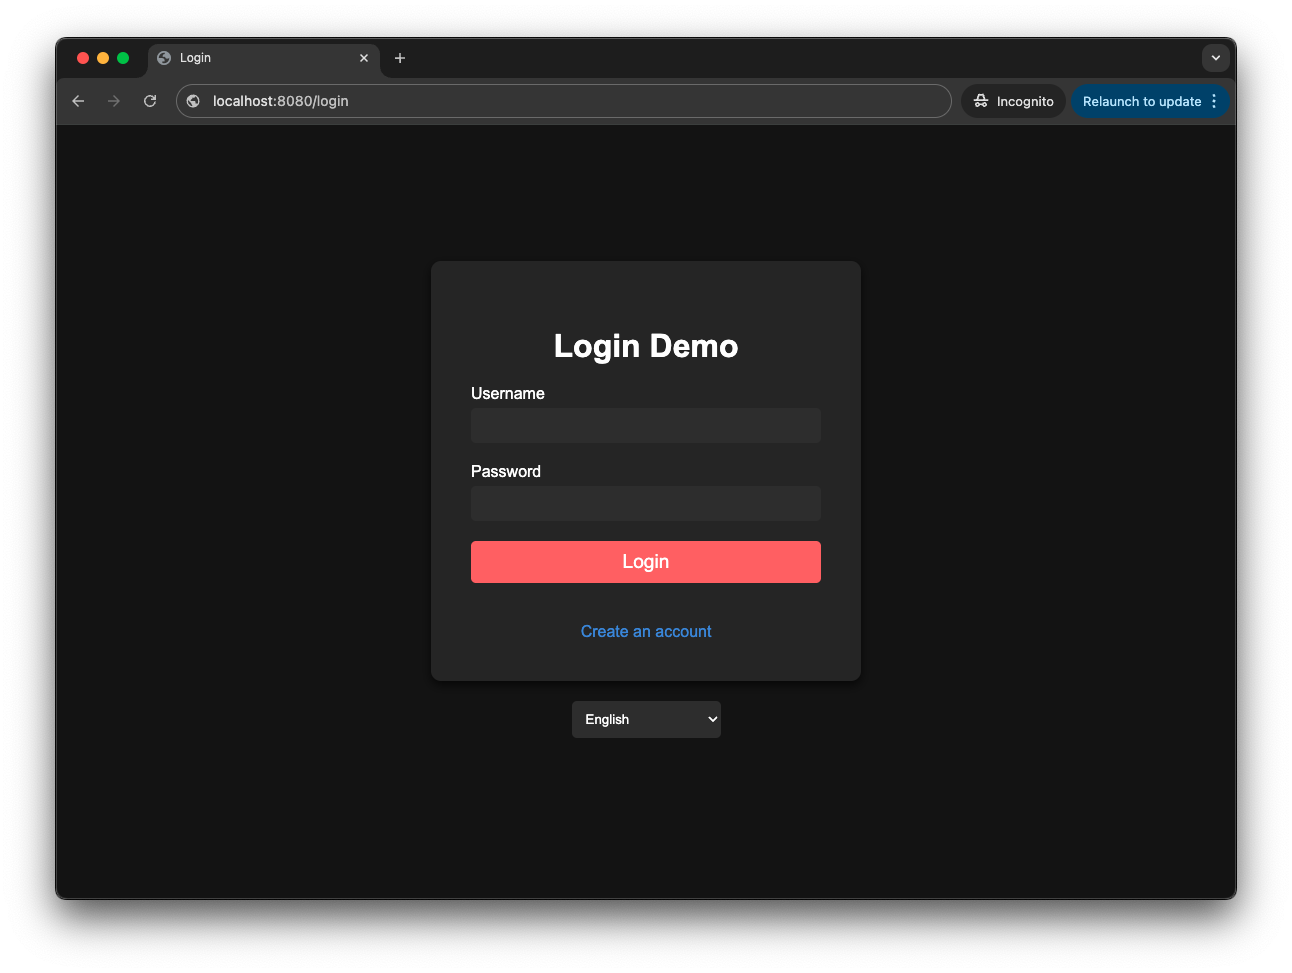 Login
localhost:8080/login
Incognito
Relaunch to update
Login Demo
Username
Password
Login
Create an account
English